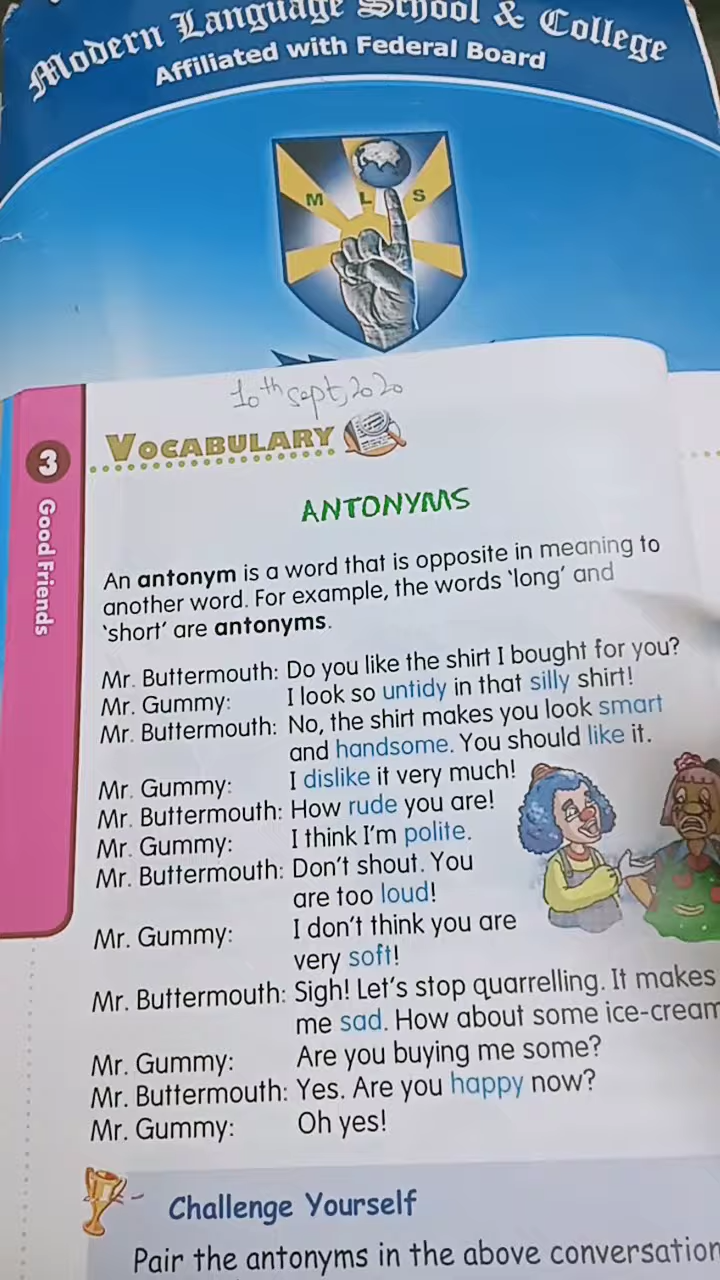 Modern Language School & College
Affiliated with Federal Board
M L S
10th Sept, 2020
3
Good Friends
VOCABULARY
ANTONYMS
An antonym is a word that is opposite in meaning to
another word. For example, the words 'long' and
'short' are antonyms.
Mr. Buttermouth: Do you like the shirt I bought for you?
Mr. Gummy: I look so untidy in that silly shirt!
Mr. Buttermouth: No, the shirt makes you look smart
and handsome. You should like it.
Mr. Gummy: I dislike it very much!
Mr. Buttermouth: How rude you are!
Mr. Gummy: I think I'm polite.
Mr. Buttermouth: Don't shout. You
are too loud!
Mr. Gummy: I don't think you are
very soft!
Mr. Buttermouth: Sigh! Let's stop quarrelling. It makes
me sad. How about some ice-cream
Mr. Gummy: Are you buying me some?
Mr. Buttermouth: Yes. Are you happy now?
Mr. Gummy: Oh yes!
Challenge Yourself
Pair the antonyms in the above conversation